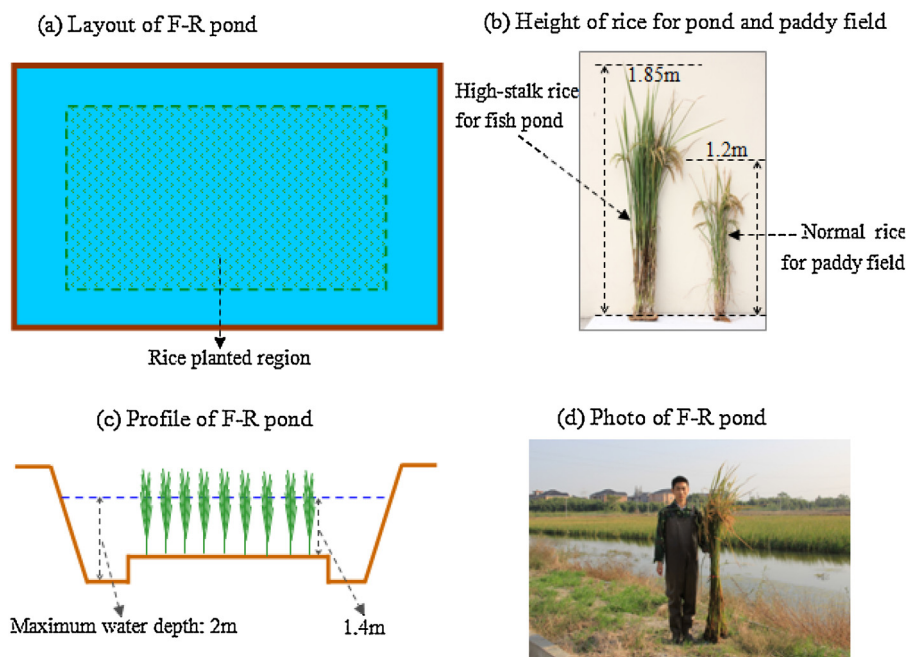 (a) Layout of F-R pond
Rice planted region
(b) Height of rice for pond and paddy field
1.85m
High-stalk rice
for fish pond
1.2m
Normal rice
for paddy field
(c) Profile of F-R pond
Maximum water depth: 2m
1.4m
(d) Photo of F-R pond